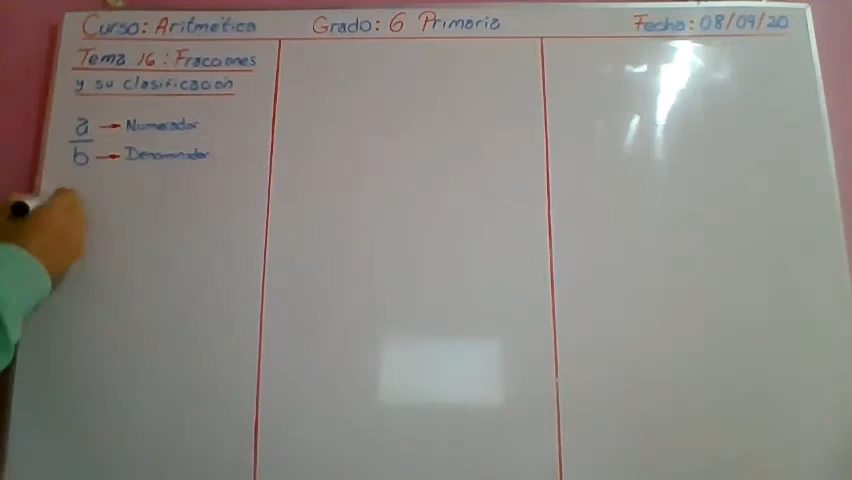 Curso: Aritmética Grado: 6 Primaria Fecha: 08/09/20
Tema 16: Fracciones
y su clasificación
a → Numerador
b → Denominador